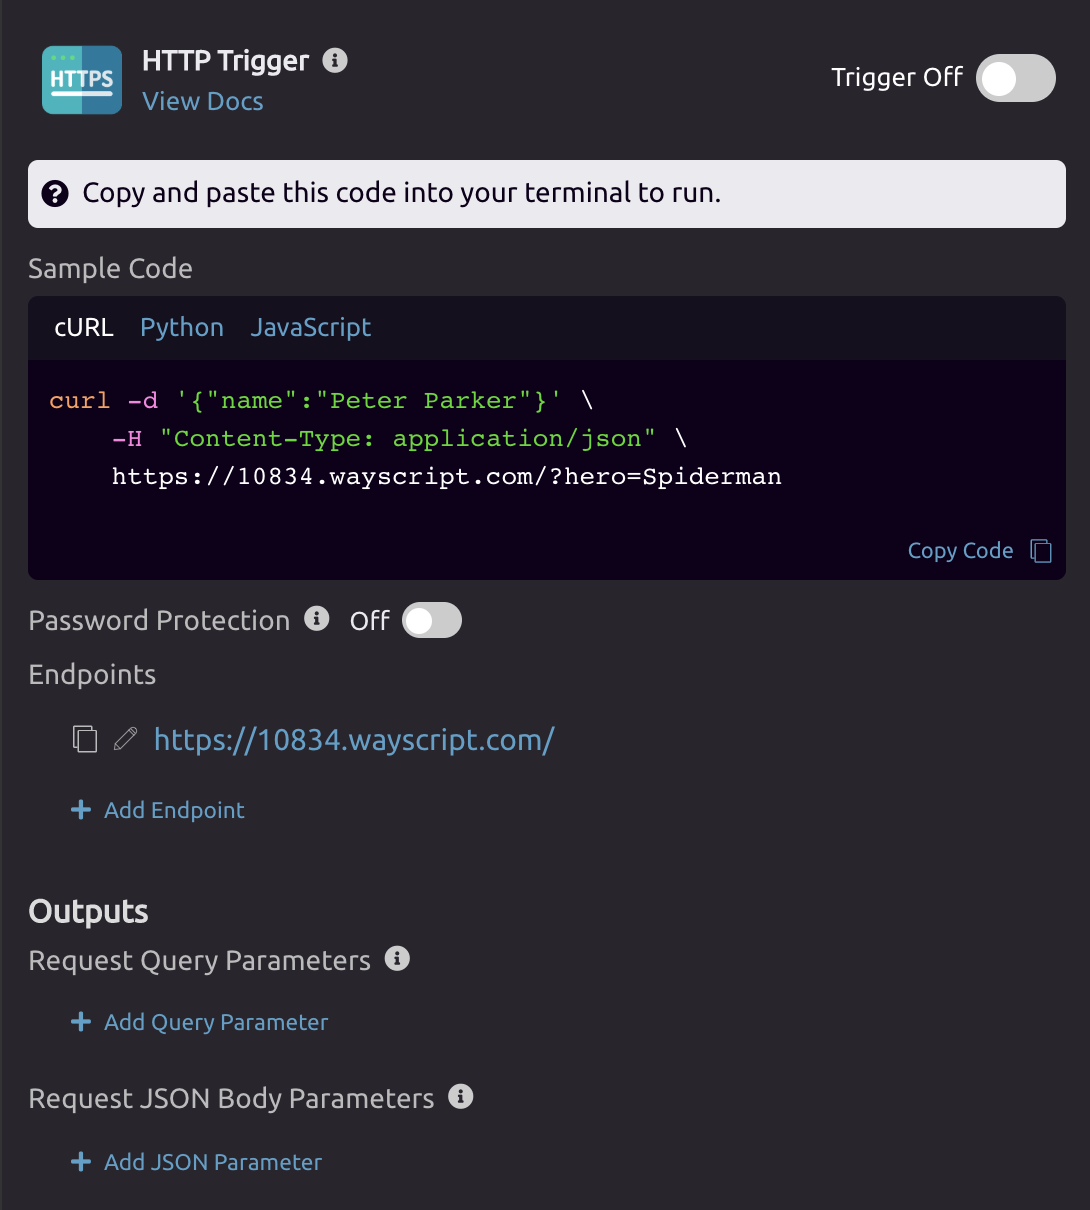 HTTPS
HTTP Trigger
View Docs
Trigger Off
Copy and paste this code into your terminal to run.
Sample Code
cURL Python JavaScript
curl -d '{"name":"Peter Parker"}' \
-H "Content-Type: application/json" \
https://10834.wayscript.com/?hero=Spiderman
Copy Code
Password Protection Off
Endpoints
https://10834.wayscript.com/
Add Endpoint
Outputs
Request Query Parameters
Add Query Parameter
Request JSON Body Parameters
Add JSON Parameter